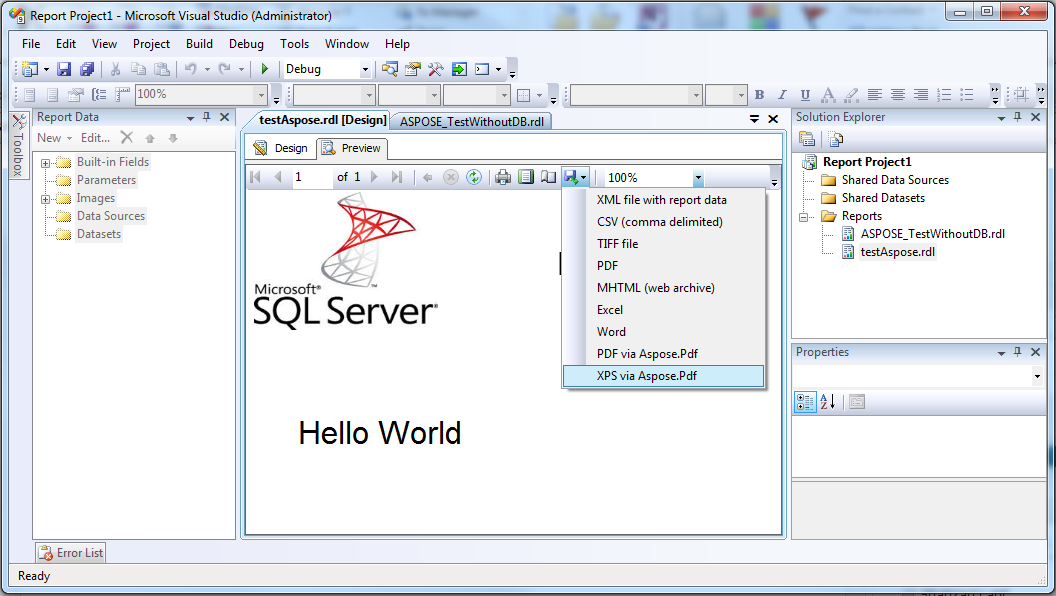 Report Project1 - Microsoft Visual Studio (Administrator)
File Edit View Project Build Debug Tools Window Help
Debug
100%
B I U A
Toolbox
Report Data
New Edit...
Built-in Fields
Parameters
Images
Data Sources
Datasets
testAspose.rdl [Design] ASPOSE_TestWithoutDB.rdl
Design Preview
1 of 1 100%
XML file with report data
CSV (comma delimited)
TIFF file
PDF
MHTML (web archive)
Excel
Word
PDF via Aspose.Pdf
XPS via Aspose.Pdf
Microsoft®
SQL Server®
Hello World
Solution Explorer
Report Project1
Shared Data Sources
Shared Datasets
Reports
ASPOSE_TestWithoutDB.rdl
testAspose.rdl
Properties
Error List
Ready